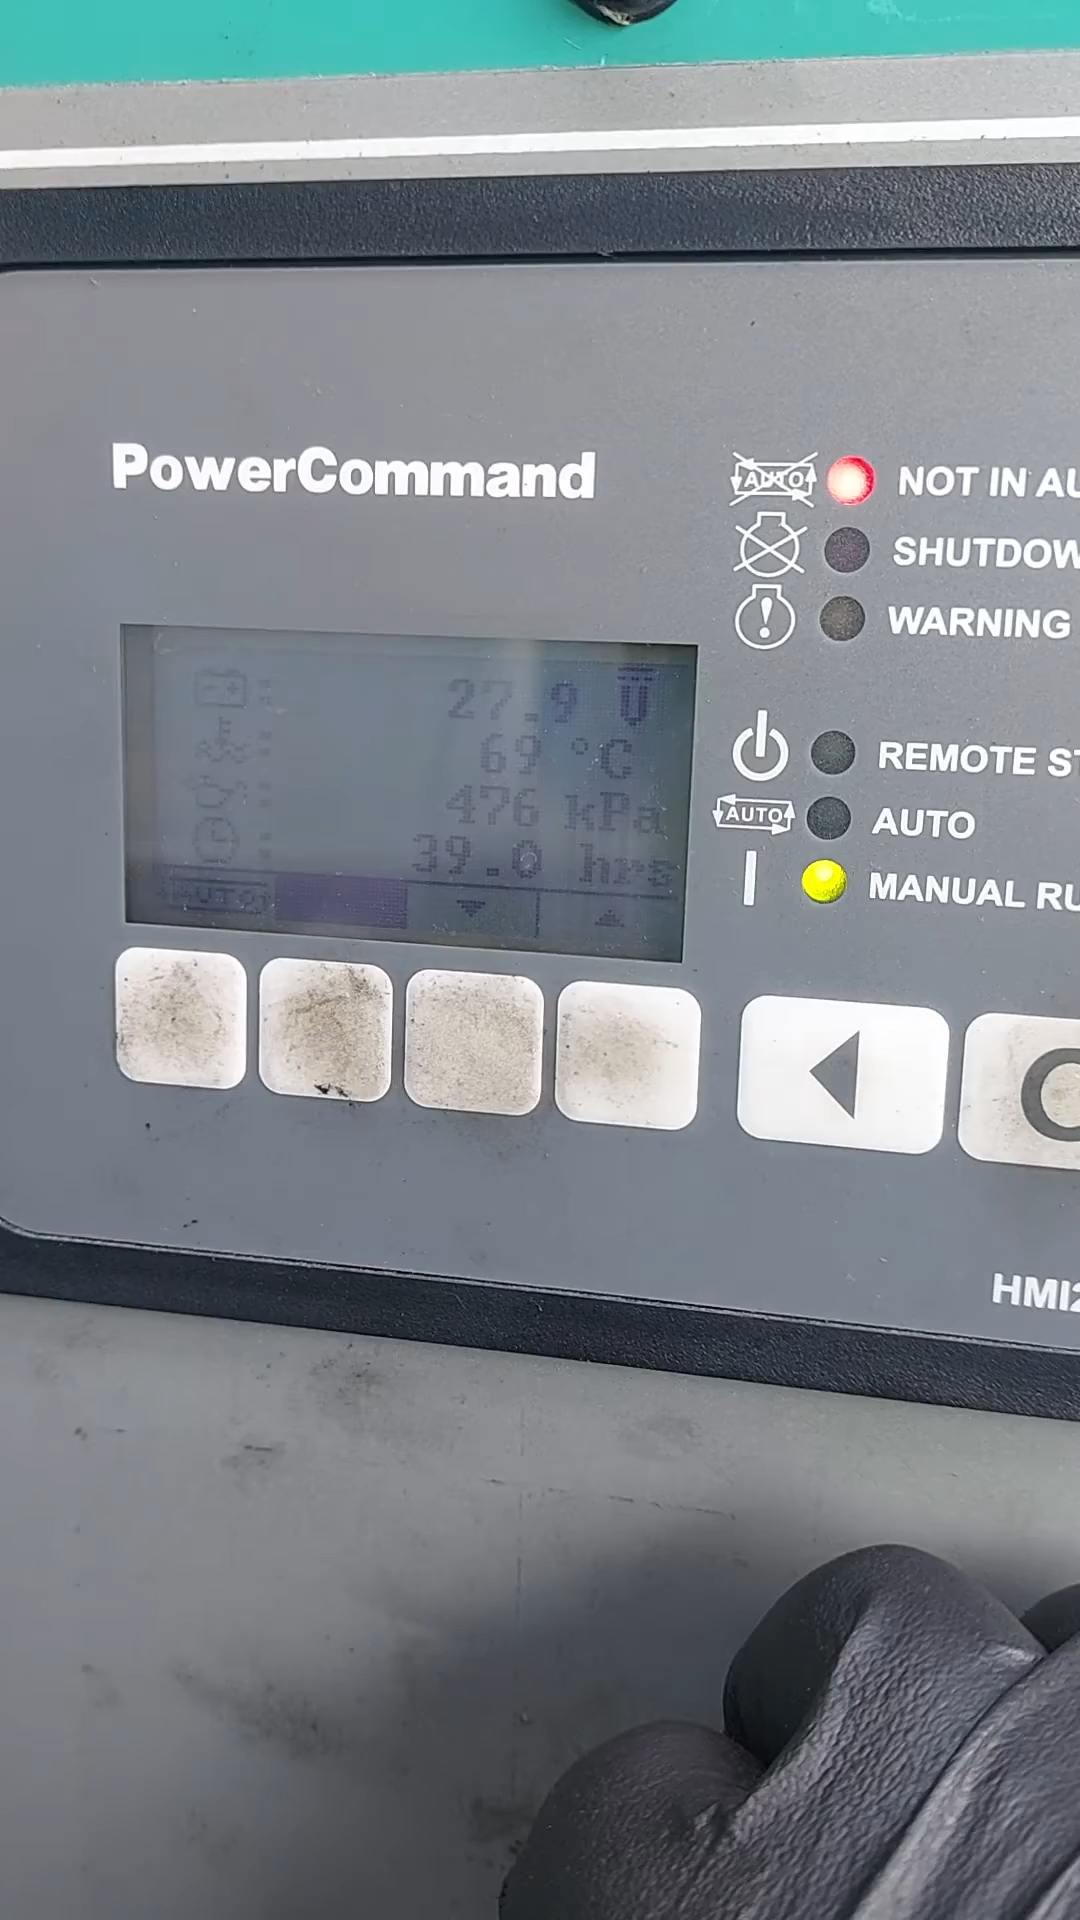 PowerCommand
AUTO
NOT IN AU
SHUTDOW
WARNING
27.9 V
69 °C
476 kPa
39.0 hrs
AUTO
REMOTE ST
AUTO
AUTO
MANUAL RU
HMI2